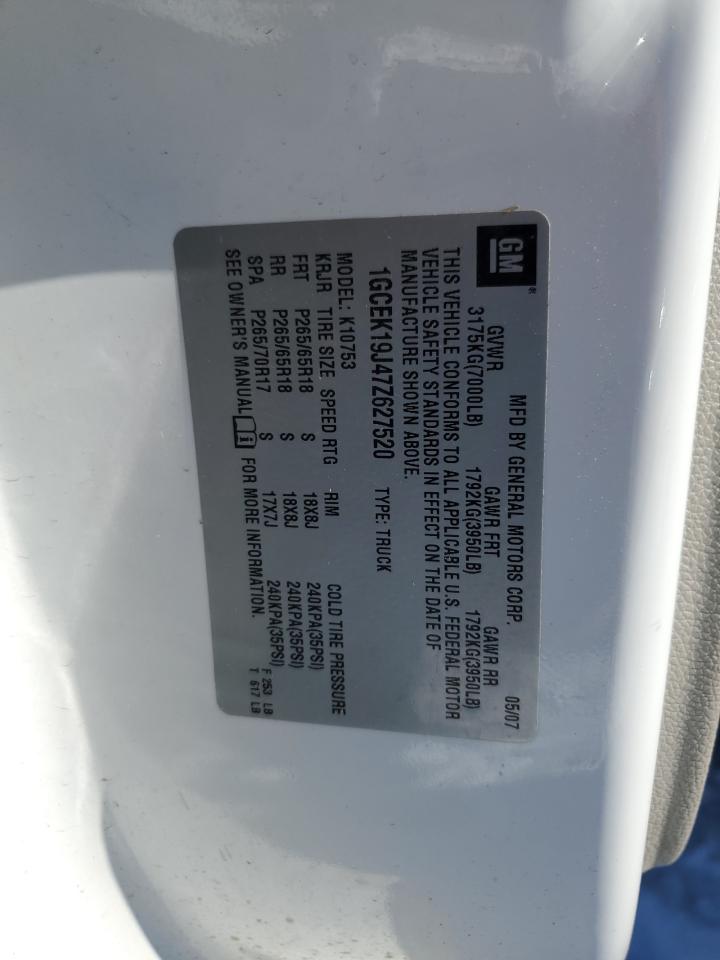 GM®
MFD BY GENERAL MOTORS CORP. 05/07
GVWR GAWR FRT GAWR RR
3175KG(7000LB) 1792KG(3950LB) 1792KG(3950LB)
THIS VEHICLE CONFORMS TO ALL APPLICABLE U.S. FEDERAL MOTOR
VEHICLE SAFETY STANDARDS IN EFFECT ON THE DATE OF
MANUFACTURE SHOWN ABOVE.
1GCEK19J47Z627520 TYPE: TRUCK
MODEL: K10753
KRJR TIRE SIZE SPEED RTG RIM COLD TIRE PRESSURE
FRT P265/65R18 S 18X8J 240KPA(35PSI)
RR P265/65R18 S 18X8J 240KPA(35PSI)
SPA P265/70R17 S 17X7J 240KPA(35PSI)
SEE OWNER'S MANUAL FOR MORE INFORMATION.
F 253 LB
T 617 LB